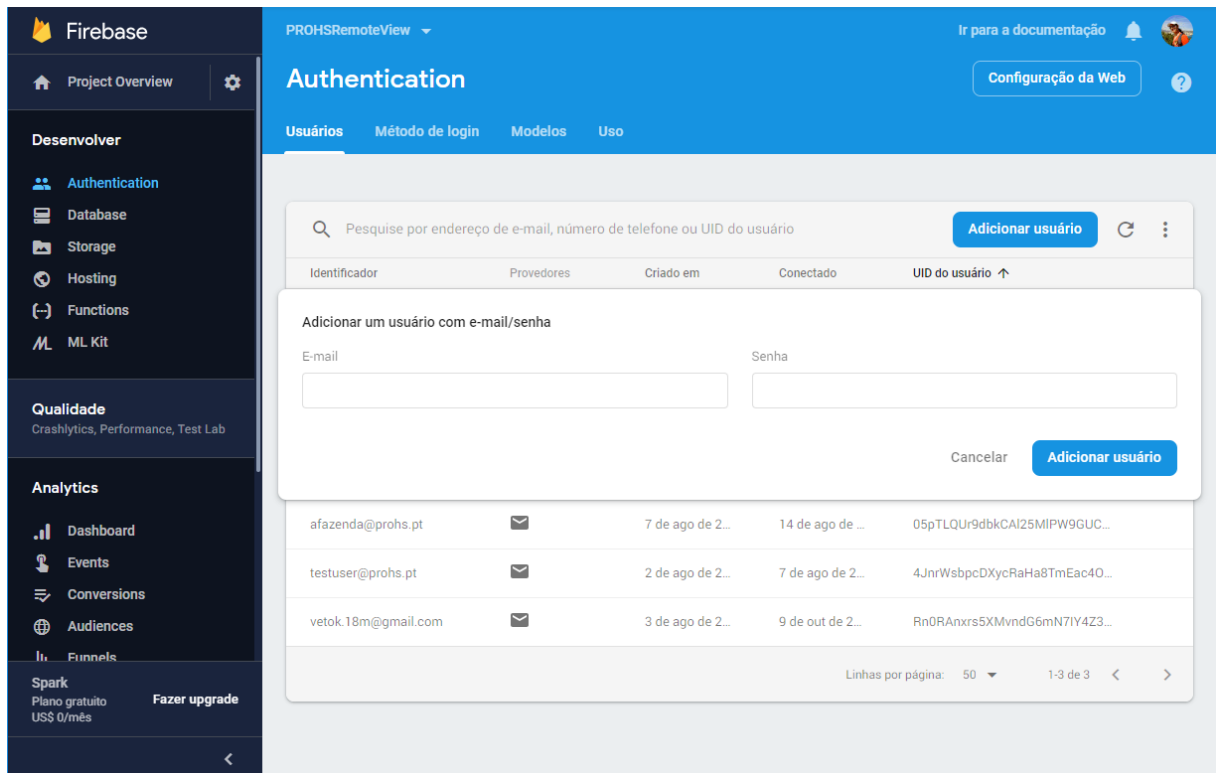 Firebase
Project Overview
Desenvolver
Authentication
Database
Storage
Hosting
Functions
ML Kit
Qualidade
Crashlytics, Performance, Test Lab
Analytics
Dashboard
Events
Conversions
Audiences
Funnels
Spark
Plano gratuito
US$ 0/mês
Fazer upgrade
PROHSRemoteView
Ir para a documentação
Authentication
Configuração da Web
Usuários Método de login Modelos Uso
Pesquise por endereço de e-mail, número de telefone ou UID do usuário
Adicionar usuário
Identificador Provedores Criado em Conectado UID do usuário
Adicionar um usuário com e-mail/senha
E-mail Senha
Cancelar Adicionar usuário
afazenda@prohs.pt 7 de ago de 2... 14 de ago de ... 05pTLQUr9dbkCAl25MlPW9GUC...
testuser@prohs.pt 2 de ago de 2... 7 de ago de 2... 4JnrWsbpcDXycRaHa8TmEac4O...
vetok.18m@gmail.com 3 de ago de 2... 9 de out de 2... Rn0RAnxrs5XMvndG6mN7IY4Z3...
Linhas por página: 50 1-3 de 3